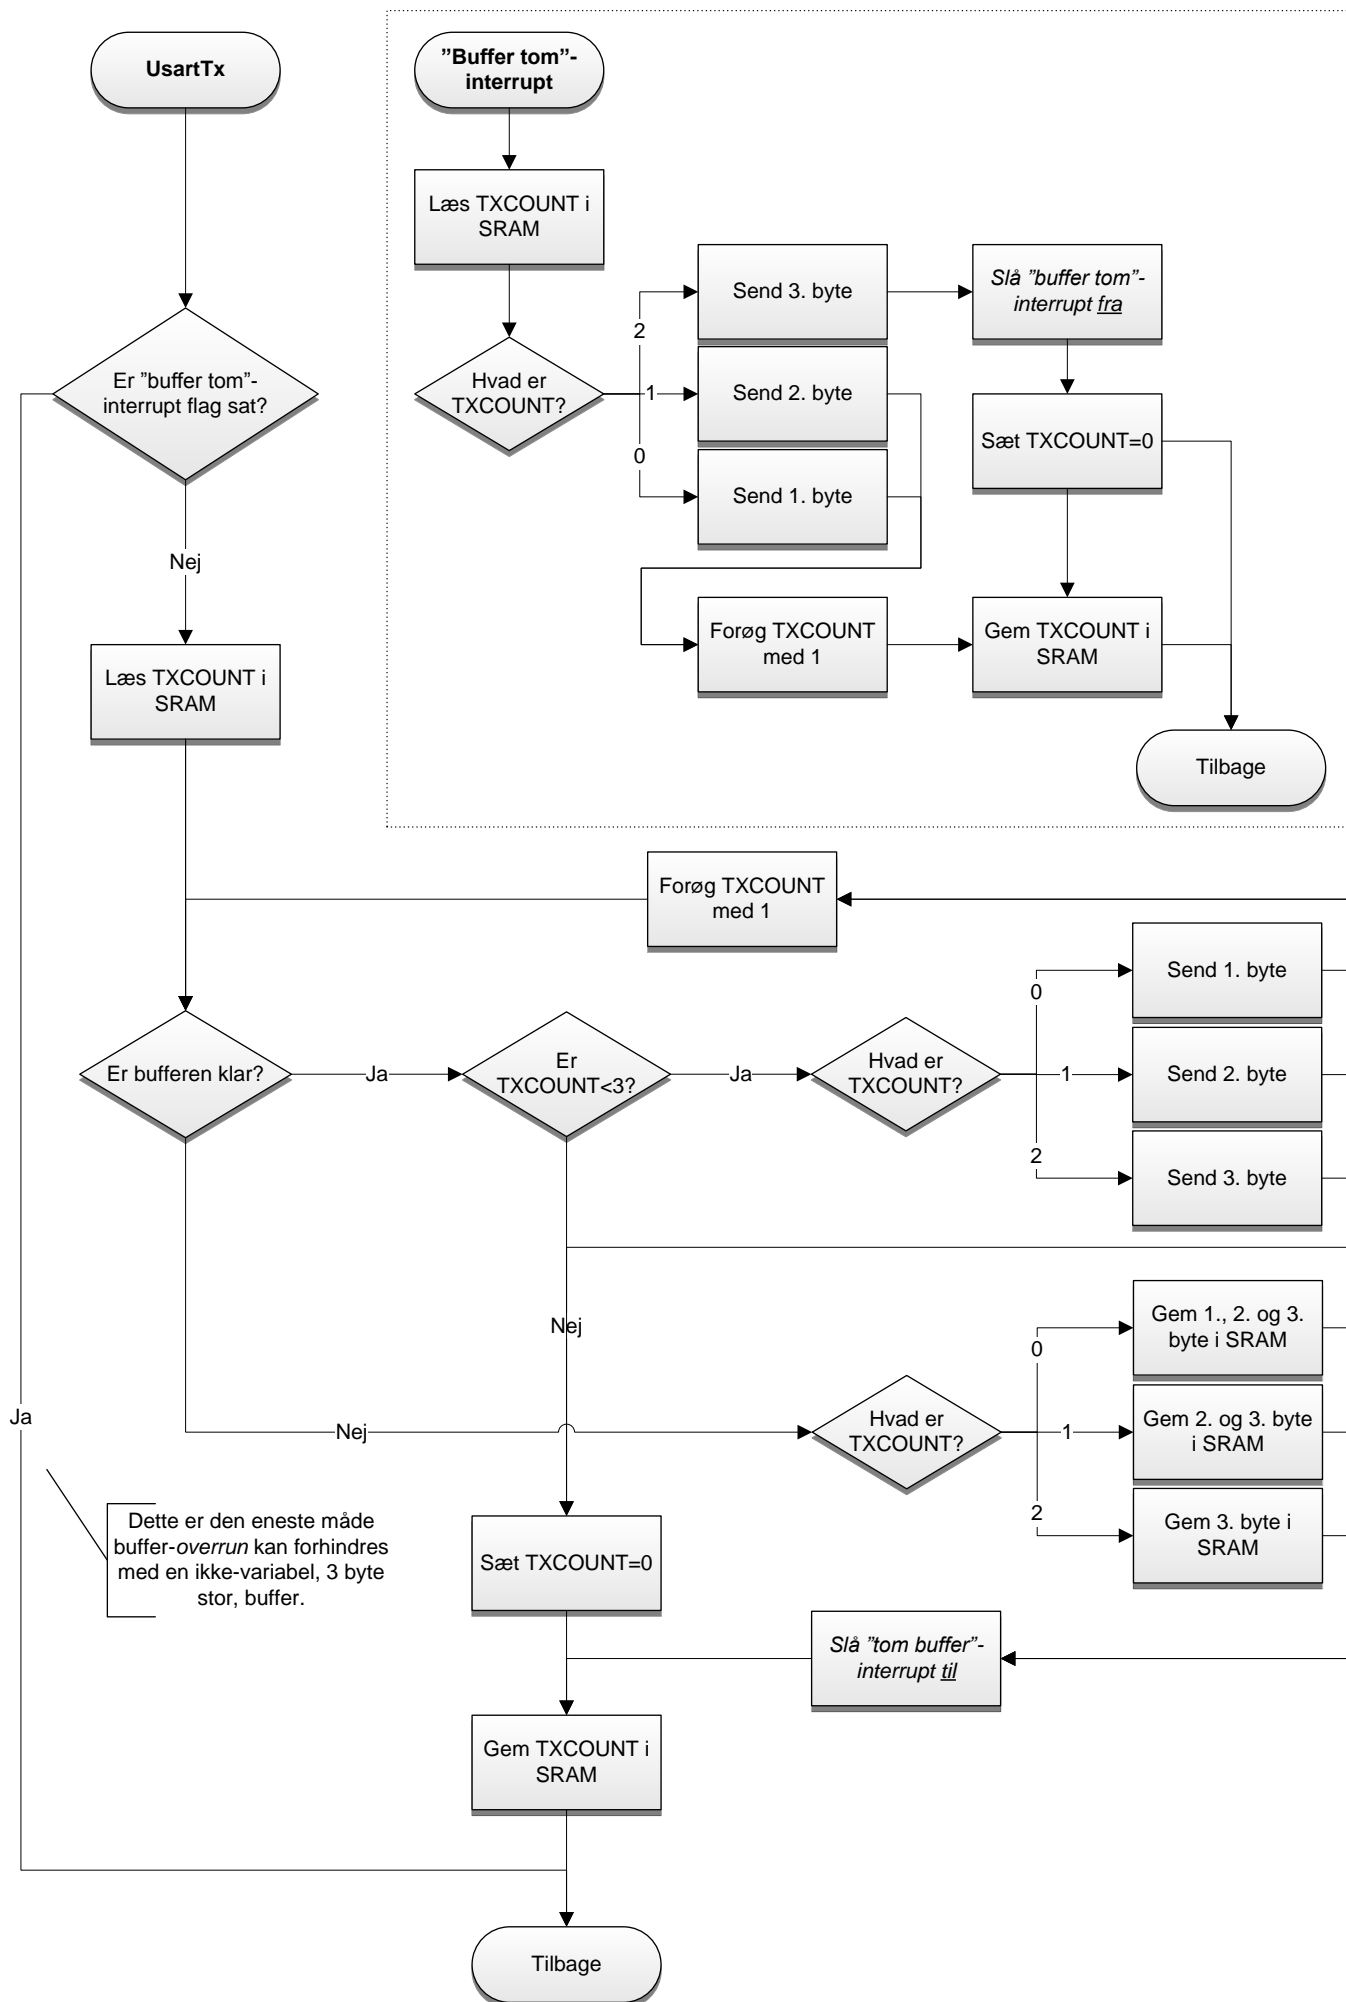 UsartTx
”Buffer tom”-
interrupt
Læs TXCOUNT i
SRAM
Send 3. byte
Slå ”buffer tom”-
interrupt fra
2
Er ”buffer tom”-
interrupt flag sat?
Hvad er
TXCOUNT?
1
Send 2. byte
Sæt TXCOUNT=0
0
Send 1. byte
Nej
Læs TXCOUNT i
SRAM
Forøg TXCOUNT
med 1
Gem TXCOUNT i
SRAM
Tilbage
Forøg TXCOUNT
med 1
0
Send 1. byte
Er bufferen klar?
Ja
Er
TXCOUNT<3?
Ja
Hvad er
TXCOUNT?
1
Send 2. byte
2
Send 3. byte
Nej
0
Gem 1., 2. og 3.
byte i SRAM
Ja
Nej
Hvad er
TXCOUNT?
1
Gem 2. og 3. byte
i SRAM
2
Gem 3. byte i
SRAM
Dette er den eneste måde
buffer-overrun kan forhindres
med en ikke-variabel, 3 byte
stor, buffer.
Sæt TXCOUNT=0
Slå ”tom buffer”-
interrupt til
Gem TXCOUNT i
SRAM
Tilbage